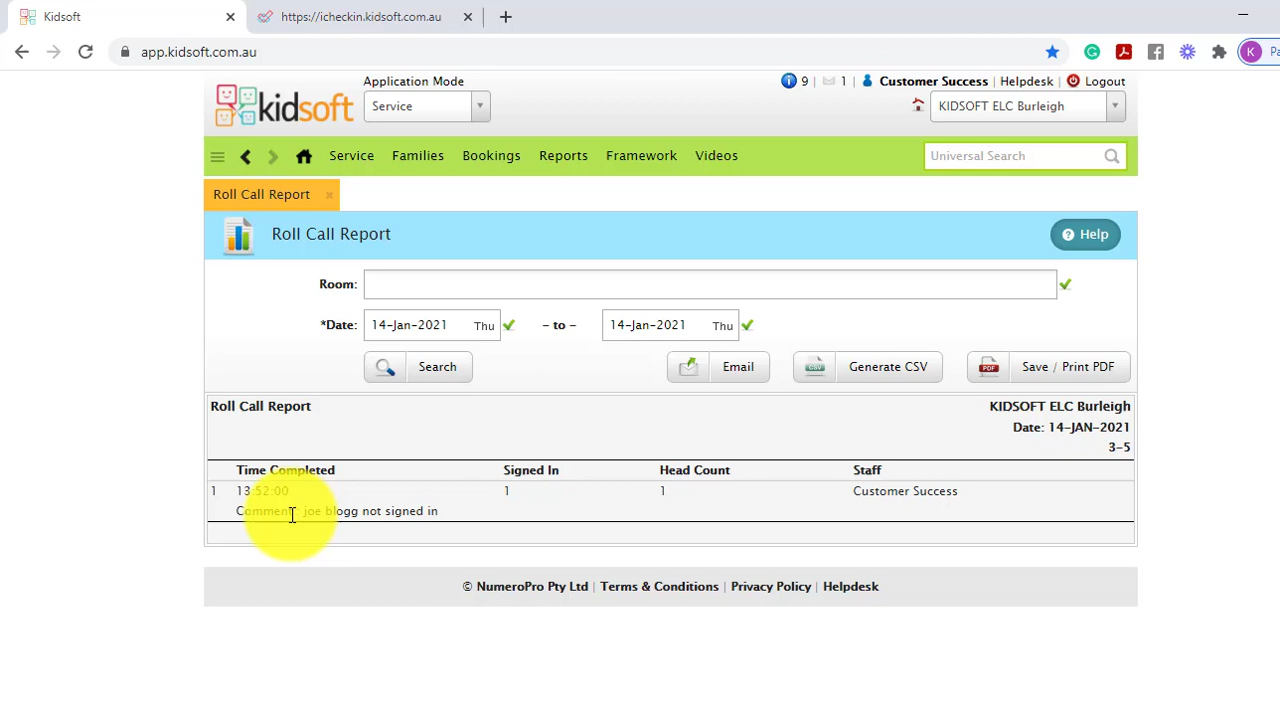 Kidsoft
https://icheckin.kidsoft.com.au
app.kidsoft.com.au
K
Pa
kidsoft
Application Mode
Service
9 | 1 | Customer Success | Helpdesk | Logout
KIDSOFT ELC Burleigh
Service Families Bookings Reports Framework Videos
Universal Search
Roll Call Report
Roll Call Report
Help
Room:
*Date: 14-Jan-2021 Thu – to – 14-Jan-2021 Thu
Search Email CSV Generate CSV PDF Save / Print PDF
Roll Call Report KIDSOFT ELC Burleigh
Date: 14-JAN-2021
3-5
Time Completed Signed In Head Count Staff
1 13:52:00 1 1 Customer Success
Comment: joe blogg not signed in
© NumeroPro Pty Ltd | Terms & Conditions | Privacy Policy | Helpdesk